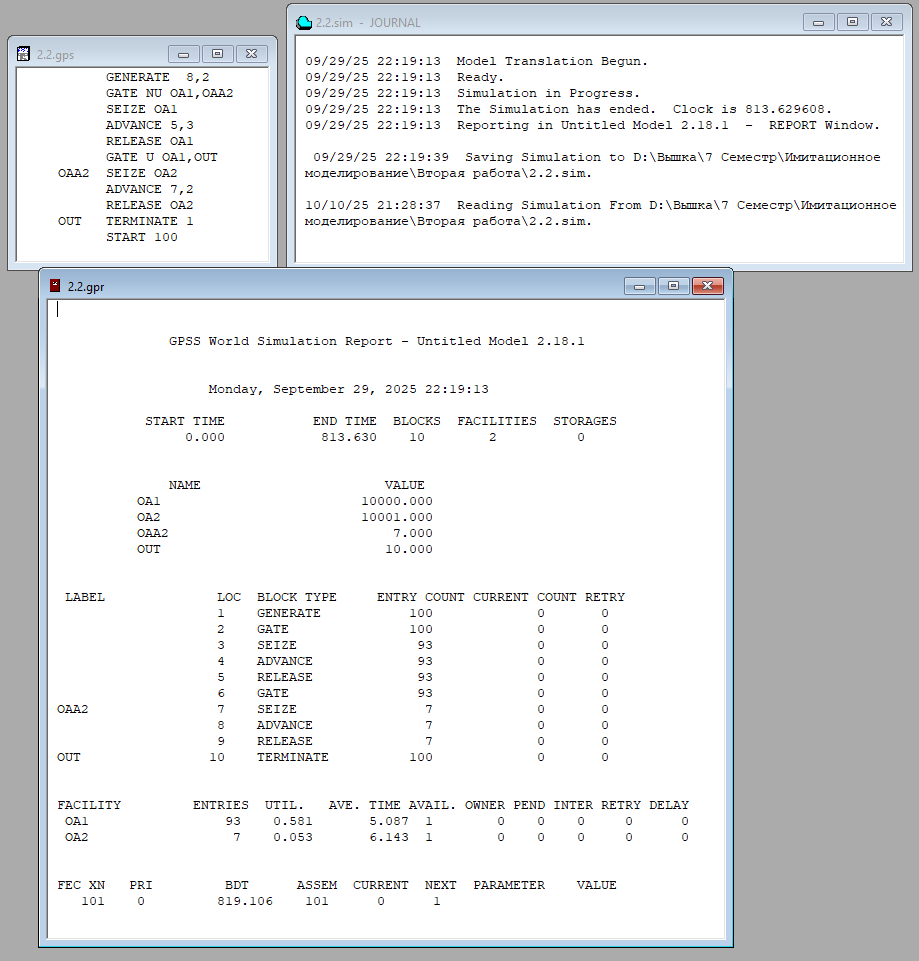 2.2.gps
GENERATE 8,2
GATE NU OA1,OAA2
SEIZE OA1
ADVANCE 5,3
RELEASE OA1
GATE U OA1,OUT
OAA2 SEIZE OA2
ADVANCE 7,2
RELEASE OA2
OUT TERMINATE 1
START 100
2.2.sim - JOURNAL
09/29/25 22:19:13 Model Translation Begun.
09/29/25 22:19:13 Ready.
09/29/25 22:19:13 Simulation in Progress.
09/29/25 22:19:13 The Simulation has ended. Clock is 813.629608.
09/29/25 22:19:13 Reporting in Untitled Model 2.18.1 - REPORT Window.
09/29/25 22:19:39 Saving Simulation to D:\Вышка\7 Семестр\Имитационное
моделирование\Вторая работа\2.2.sim.
10/10/25 21:28:37 Reading Simulation From D:\Вышка\7 Семестр\Имитационное
моделирование\Вторая работа\2.2.sim.
2.2.gpr
GPSS World Simulation Report - Untitled Model 2.18.1
Monday, September 29, 2025 22:19:13
START TIME END TIME BLOCKS FACILITIES STORAGES
0.000 813.630 10 2 0
NAME VALUE
OA1 10000.000
OA2 10001.000
OAA2 7.000
OUT 10.000
LABEL LOC BLOCK TYPE ENTRY COUNT CURRENT COUNT RETRY
1 GENERATE 100 0 0
2 GATE 100 0 0
3 SEIZE 93 0 0
4 ADVANCE 93 0 0
5 RELEASE 93 0 0
6 GATE 93 0 0
OAA2 7 SEIZE 7 0 0
8 ADVANCE 7 0 0
9 RELEASE 7 0 0
OUT 10 TERMINATE 100 0 0
FACILITY ENTRIES UTIL. AVE. TIME AVAIL. OWNER PEND INTER RETRY DELAY
OA1 93 0.581 5.087 1 0 0 0 0 0
OA2 7 0.053 6.143 1 0 0 0 0 0
FEC XN PRI BDT ASSEM CURRENT NEXT PARAMETER VALUE
101 0 819.106 101 0 1